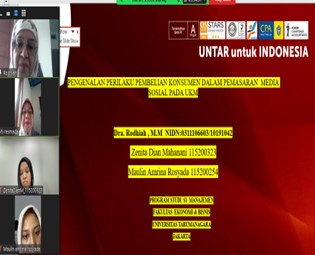 UNTAR untuk INDONESIA
PENGENALAN PERILAKU PEMBELIAN KONSUMEN DALAM PEMASARAN MEDIA
SOSIAL PADA UKM
Dra. Rodhiah , M.M NIDN:0311106603/10191042
Zenita Dian Mahanani 115200323
Maulin Amrina Rosyada 115200254
PROGRAM STUDI S1 MANAJEMEN
FAKULTAS EKONOMI & BISNIS
UNIVERSITAS TARUMANAGARA
JAKARTA